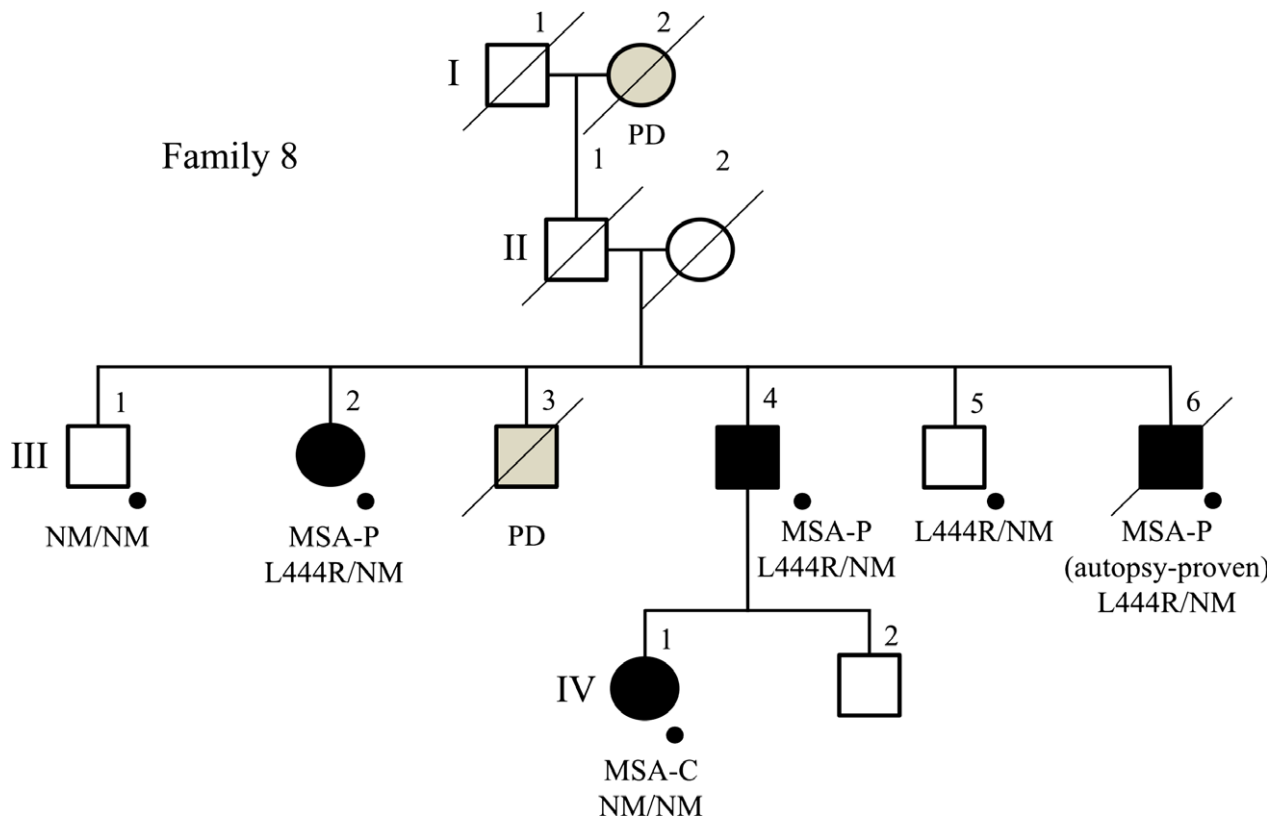 1 2
I
PD
Family 8
1 2
II
1 2 3 4 5 6
III
NM/NM MSA-P PD MSA-P L444R/NM MSA-P
L444R/NM L444R/NM (autopsy-proven)
L444R/NM
1 2
IV
MSA-C
NM/NM